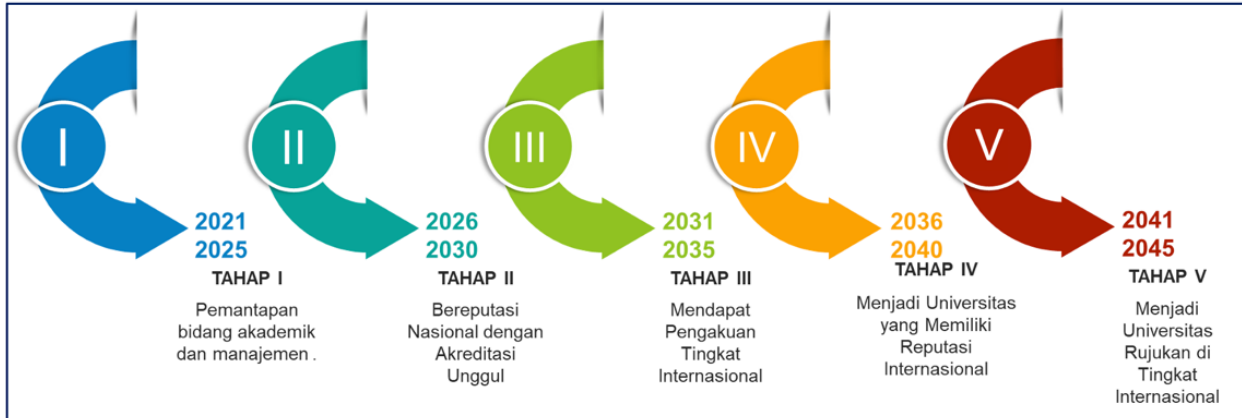 I
2021
2025
TAHAP I
Pemantapan
bidang akademik
dan manajemen .
II
2026
2030
TAHAP II
Bereputasi
Nasional dengan
Akreditasi
Unggul
III
2031
2035
TAHAP III
Mendapat
Pengakuan
Tingkat
Internasional
IV
2036
2040
TAHAP IV
Menjadi Universitas
yang Memiliki
Reputasi
Internasional
V
2041
2045
TAHAP V
Menjadi
Universitas
Rujukan di
Tingkat
Internasional